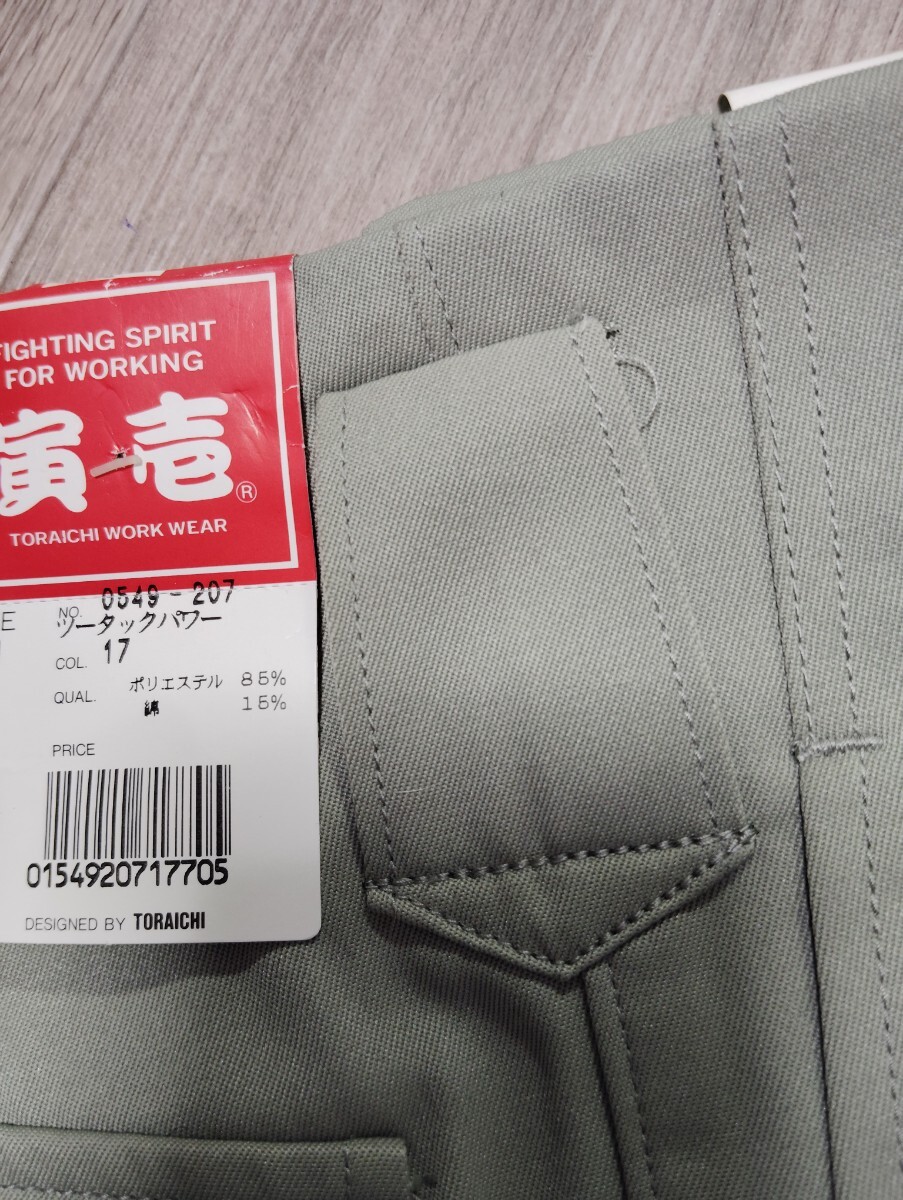 FIGHTING SPIRIT
FOR WORKING
寅壱®
TORAICHI WORK WEAR
NO. 0549-207
ツータックパワー
COL. 17
QUAL. ポリエステル 85%
綿 15%
PRICE
0154920717705
DESIGNED BY TORAICHI